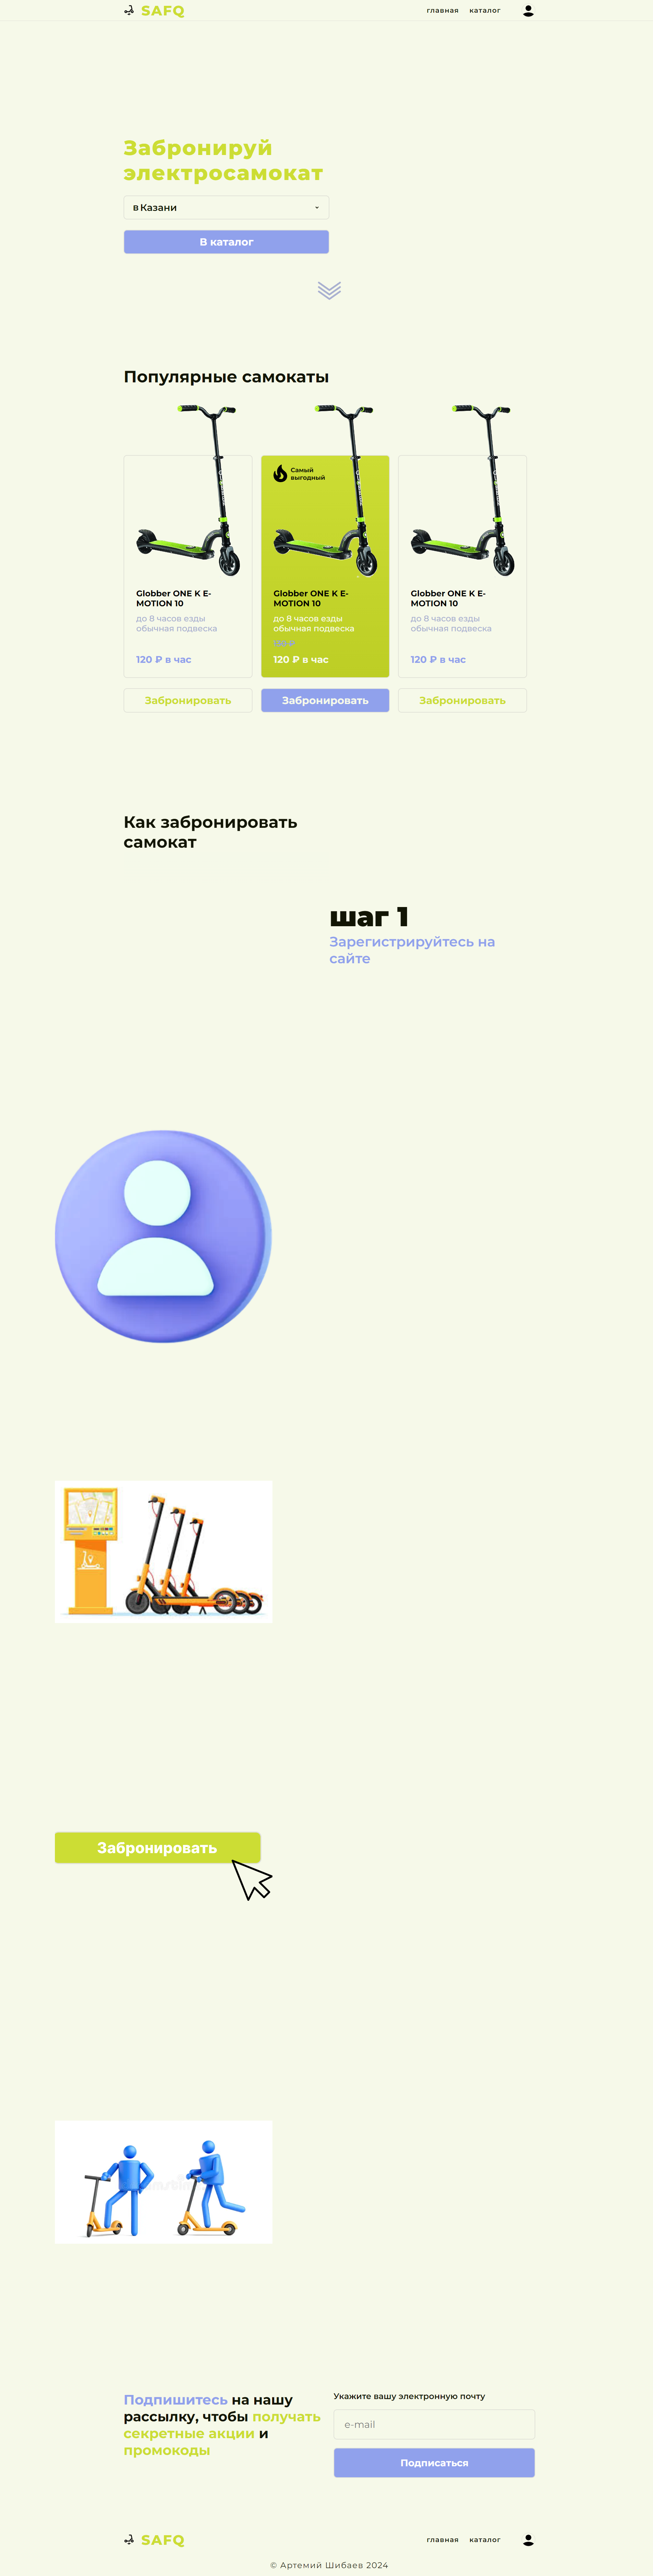 SAFQ
главная каталог
Забронируй
электросамокат
в Казани
В каталог
Популярные самокаты
Самый
выгодный
Globber ONE K E-
MOTION 10
до 8 часов езды
обычная подвеска
120 ₽ в час
Забронировать
Globber ONE K E-
MOTION 10
до 8 часов езды
обычная подвеска
120 ₽ в час
Забронировать
Globber ONE K E-
MOTION 10
до 8 часов езды
обычная подвеска
120 ₽ в час
Забронировать
Как забронировать
самокат
шаг 1
Зарегистрируйтесь на
сайте
Забронировать
Подпишитесь на нашу
рассылку, чтобы получать
секретные акции и
промокоды
Укажите вашу электронную почту
e-mail
Подписаться
SAFQ
главная каталог
© Артемий Шибаев 2024